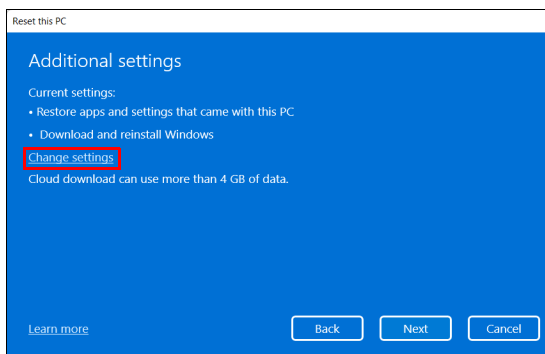 Reset this PC
Additional settings
Current settings:
• Restore apps and settings that came with this PC
• Download and reinstall Windows
Change settings
Cloud download can use more than 4 GB of data.
Learn more
Back
Next
Cancel